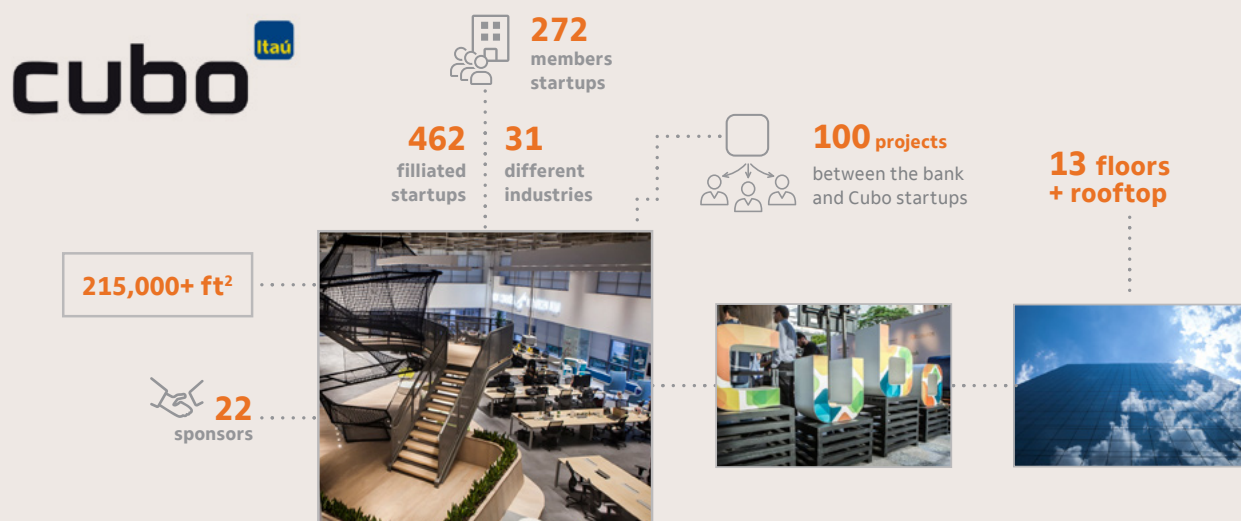 cubo
Itaú
272
members
startups
462
filliated
startups
31
different
industries
100 projects
between the bank
and Cubo startups
13 floors
+ rooftop
215,000+ ft²
22
sponsors
cubo